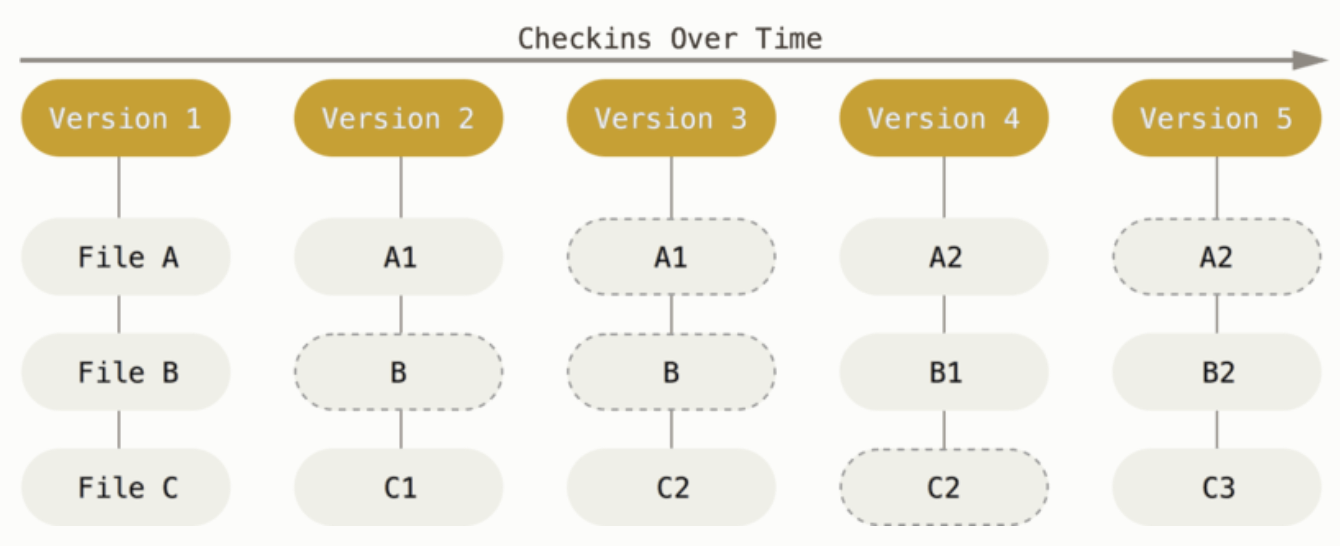 Checkins Over Time
Version 1 Version 2 Version 3 Version 4 Version 5
File A A1 A1 A2 A2
File B B B B1 B2
File C C1 C2 C2 C3